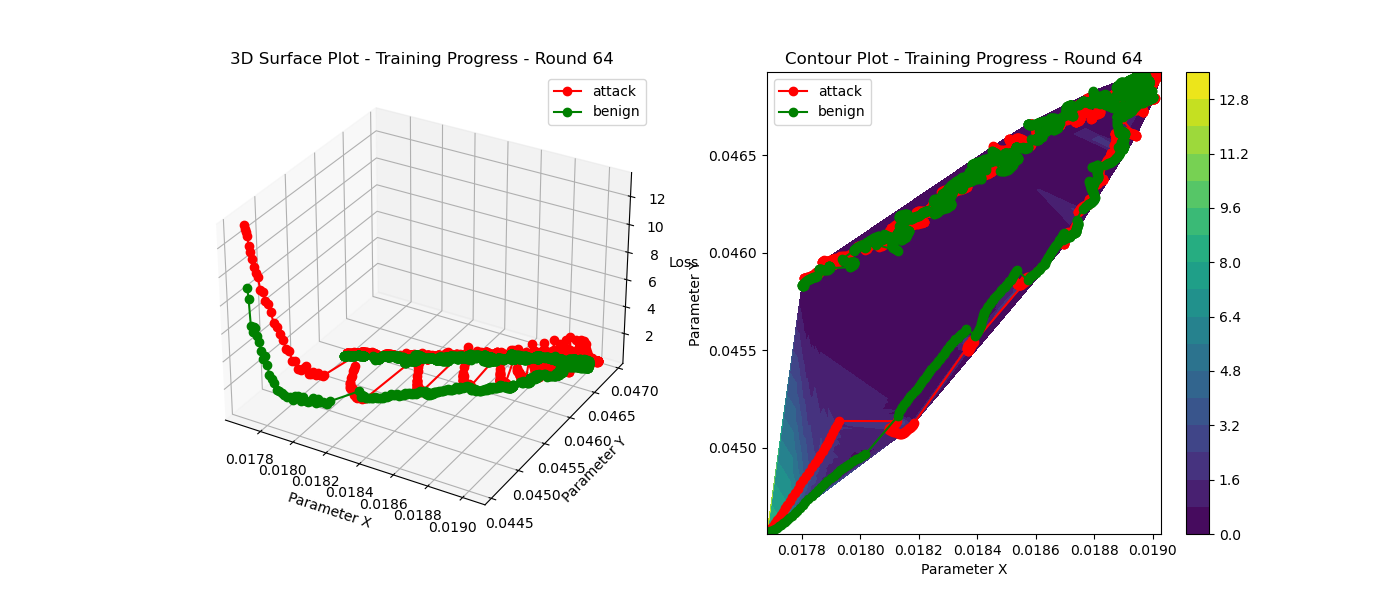 3D Surface Plot - Training Progress - Round 64
attack
benign
12
10
8
6
4
2
Loss
0.0470
0.0465
0.0460
0.0455
0.0450
0.0445
Parameter Y
0.0178
0.0180
0.0182
0.0184
0.0186
0.0188
0.0190
Parameter X
Contour Plot - Training Progress - Round 64
attack
benign
0.0465
0.0460
0.0455
0.0450
Parameter Y
0.0178 0.0180 0.0182 0.0184 0.0186 0.0188 0.0190
Parameter X
12.8
11.2
9.6
8.0
6.4
4.8
3.2
1.6
0.0